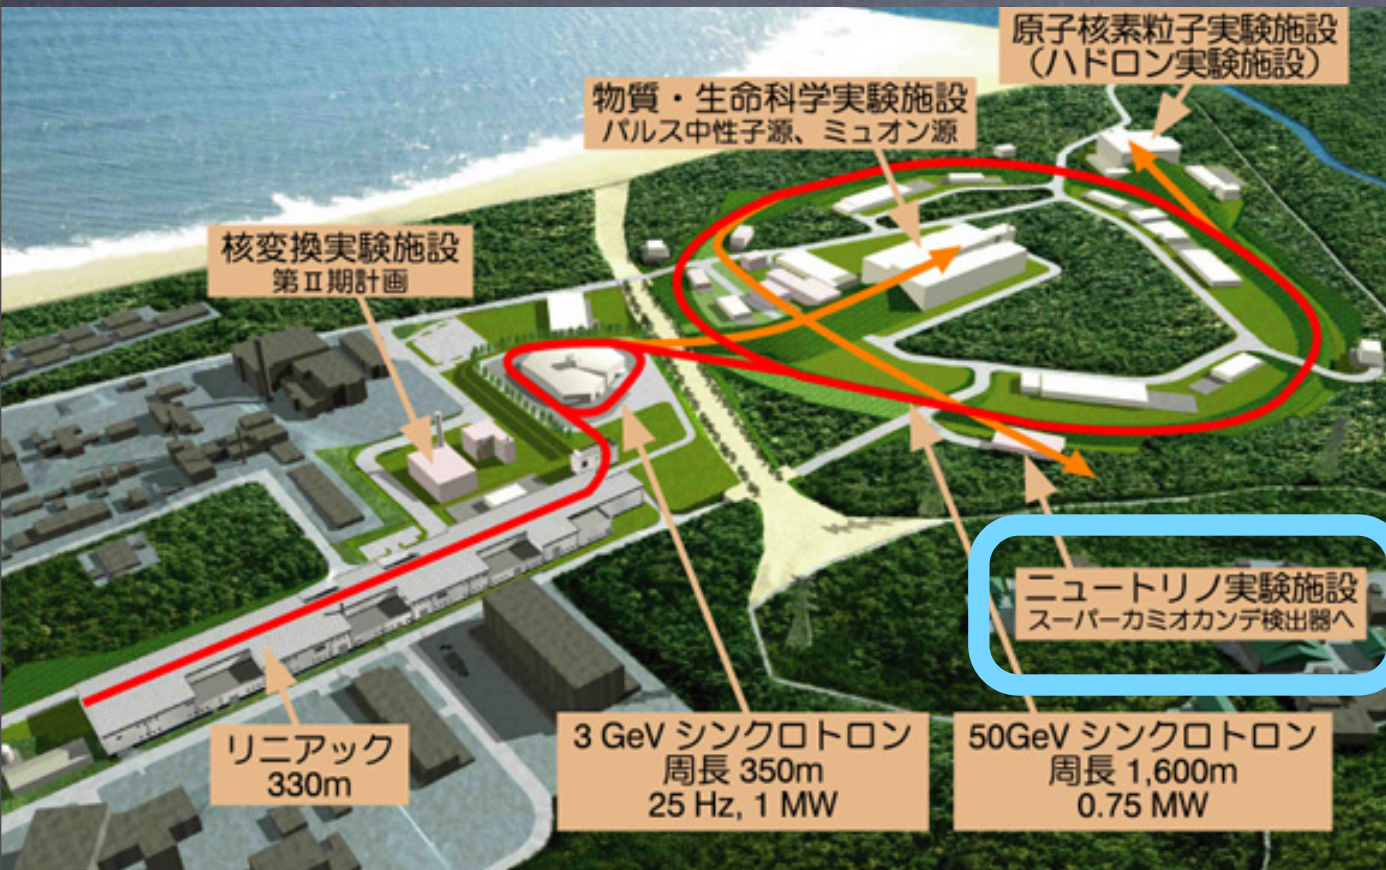 原子核素粒子実験施設
（ハドロン実験施設）
物質・生命科学実験施設
パルス中性子源、ミュオン源
核変換実験施設
第Ⅱ期計画
ニュートリノ実験施設
スーパーカミオカンデ検出器へ
リニアック
330m
3 GeV シンクロトロン
周長 350m
25 Hz, 1 MW
50GeV シンクロトロン
周長 1,600m
0.75 MW